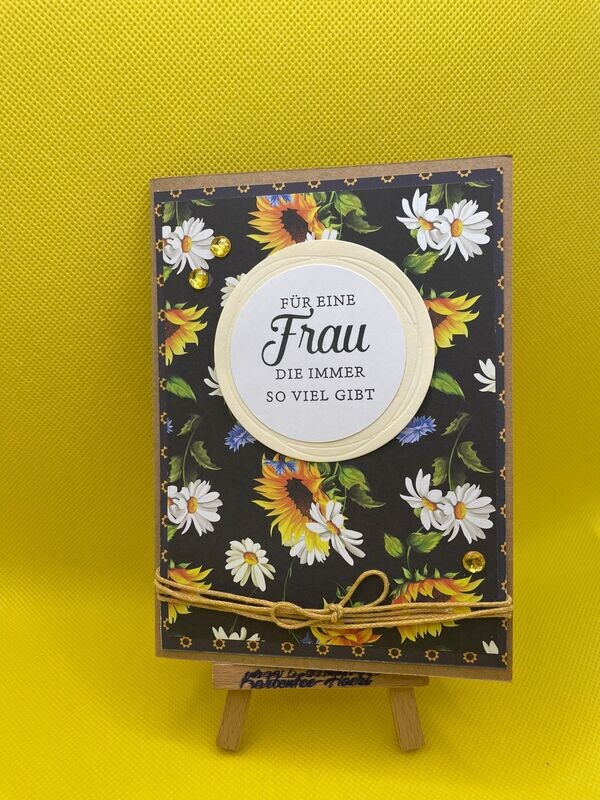 FÜR EINE
Frau
DIE IMMER
SO VIEL GIBT